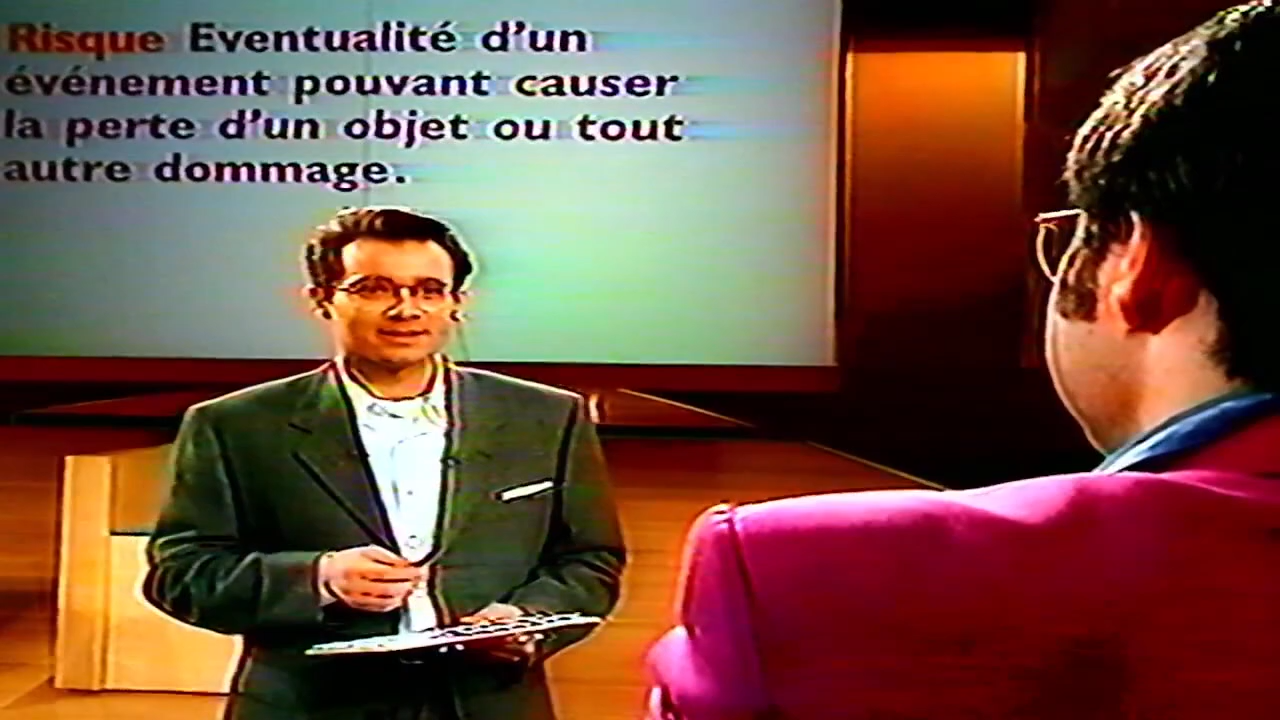 Risque Eventualité d'un
événement pouvant causer
la perte d'un objet ou tout
autre dommage.